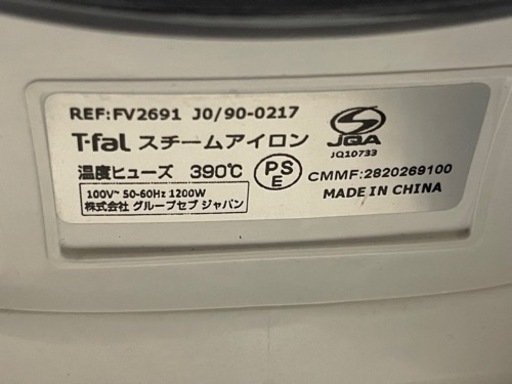 REF:FV2691 J0/90-0217
T-fal スチームアイロン
JQA
JQ10733
温度ヒューズ 390℃
PSE
CMMF:2820269100
100V~ 50-60Hz 1200W
株式会社 グループセブ ジャパン
MADE IN CHINA